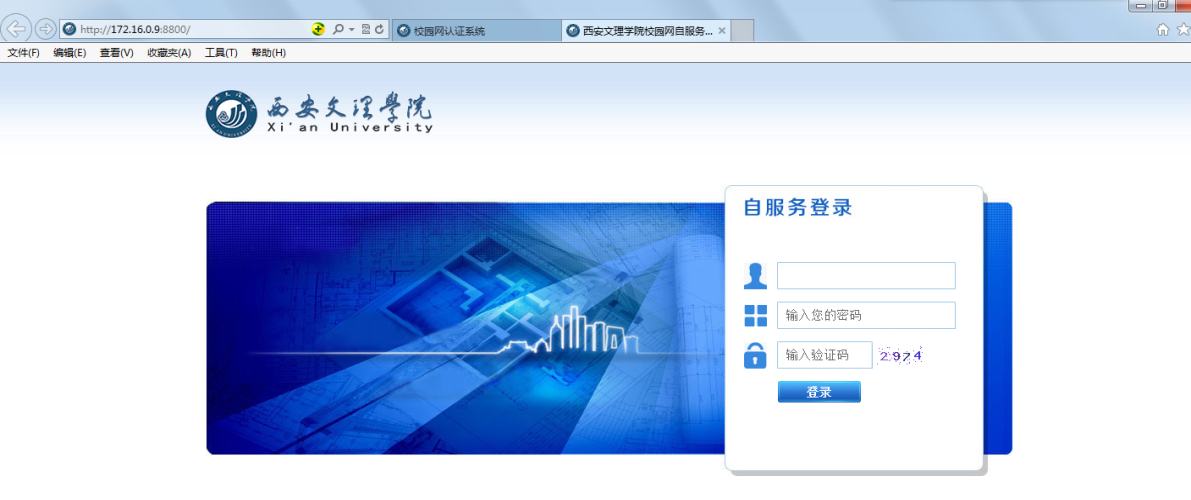 http://172.16.0.9:8800/
校园网认证系统
西安文理学院校园网自服务...
文件(F) 编辑(E) 查看(V) 收藏夹(A) 工具(T) 帮助(H)
西安文理學院
Xi'an University
自服务登录
输入您的密码
输入验证码
2974
登录